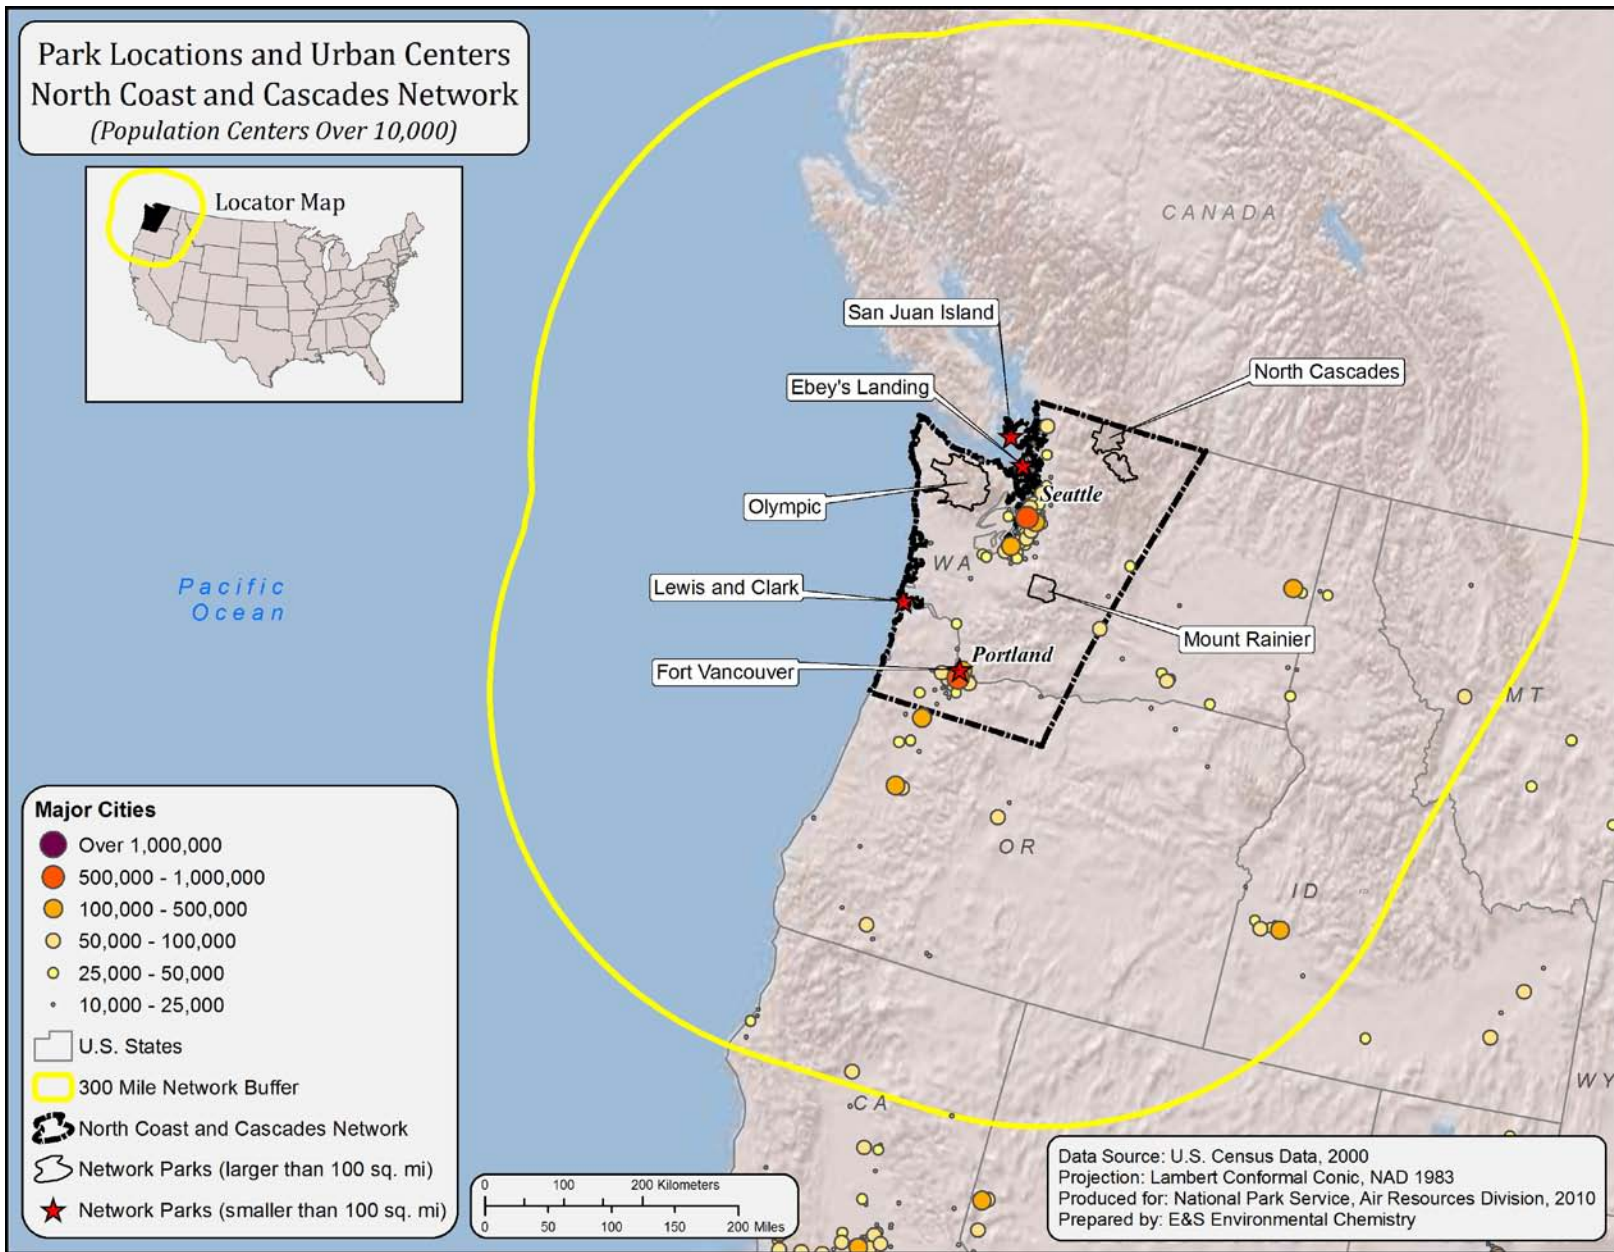 Park Locations and Urban Centers
North Coast and Cascades Network
(Population Centers Over 10,000)
Locator Map
CANADA
San Juan Island
North Cascades
Ebey's Landing
Olympic
Seattle
WA
Pacific
Ocean
Lewis and Clark
Mount Rainier
Portland
Fort Vancouver
MT
OR
ID
WY
CA
Major Cities
Over 1,000,000
500,000 - 1,000,000
100,000 - 500,000
50,000 - 100,000
25,000 - 50,000
10,000 - 25,000
U.S. States
300 Mile Network Buffer
North Coast and Cascades Network
Network Parks (larger than 100 sq. mi)
Network Parks (smaller than 100 sq. mi)
0 100 200 Kilometers
0 50 100 150 200 Miles
Data Source: U.S. Census Data, 2000
Projection: Lambert Conformal Conic, NAD 1983
Produced for: National Park Service, Air Resources Division, 2010
Prepared by: E&S Environmental Chemistry